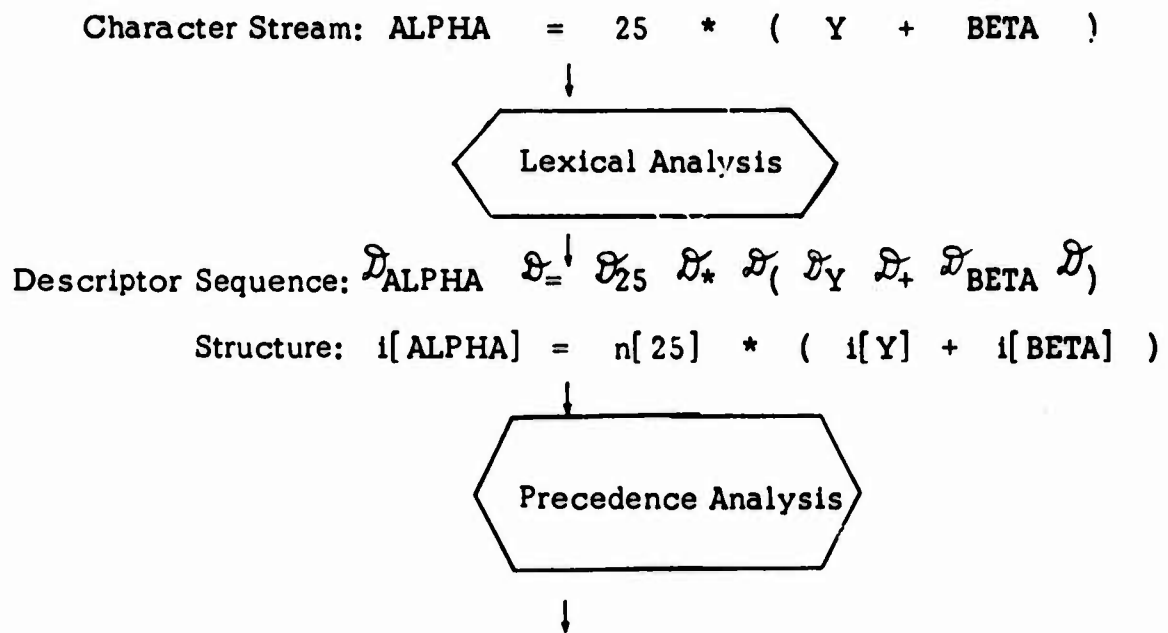 Character Stream: ALPHA = 25 * ( Y + BETA )
Lexical Analysis
Descriptor Sequence: 𝒟ALPHA 𝒟= 𝒟25 𝒟* 𝒟( 𝒟Y 𝒟+ 𝒟BETA 𝒟)
Structure: i[ALPHA] = n[25] * ( i[Y] + i[BETA] )
Precedence Analysis